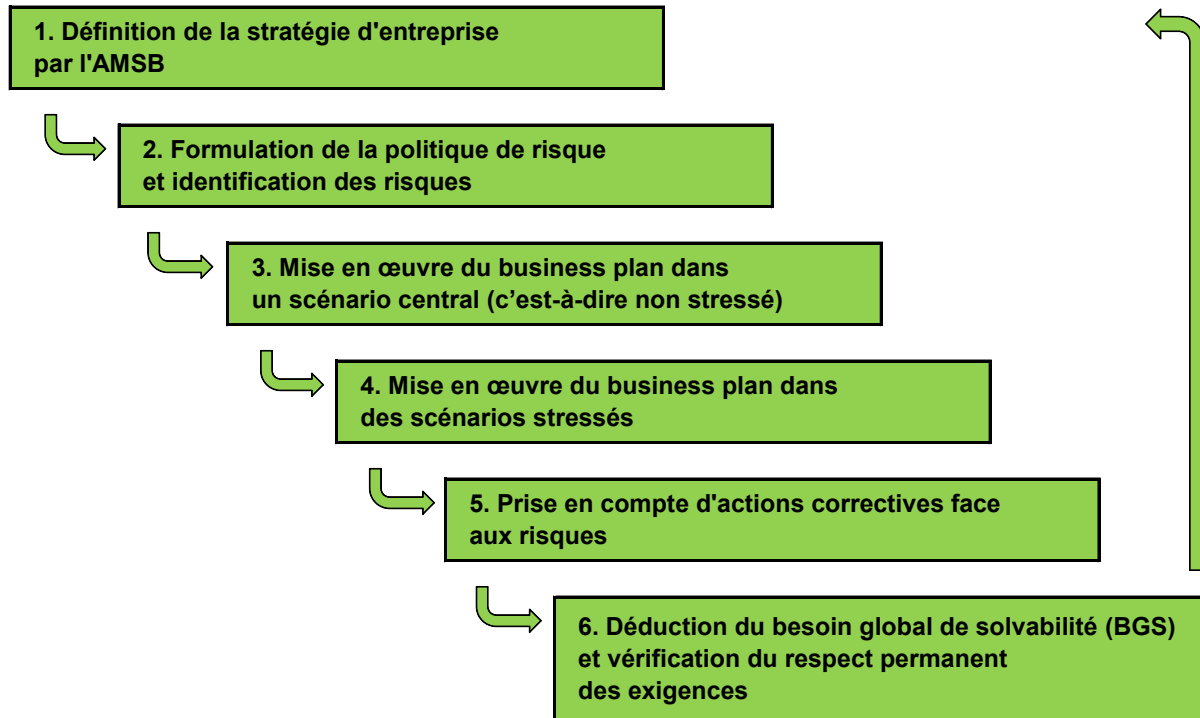 1. Définition de la stratégie d'entreprise
par l'AMSB
2. Formulation de la politique de risque
et identification des risques
3. Mise en œuvre du business plan dans
un scénario central (c’est-à-dire non stressé)
4. Mise en œuvre du business plan dans
des scénarios stressés
5. Prise en compte d'actions correctives face
aux risques
6. Déduction du besoin global de solvabilité (BGS)
et vérification du respect permanent
des exigences